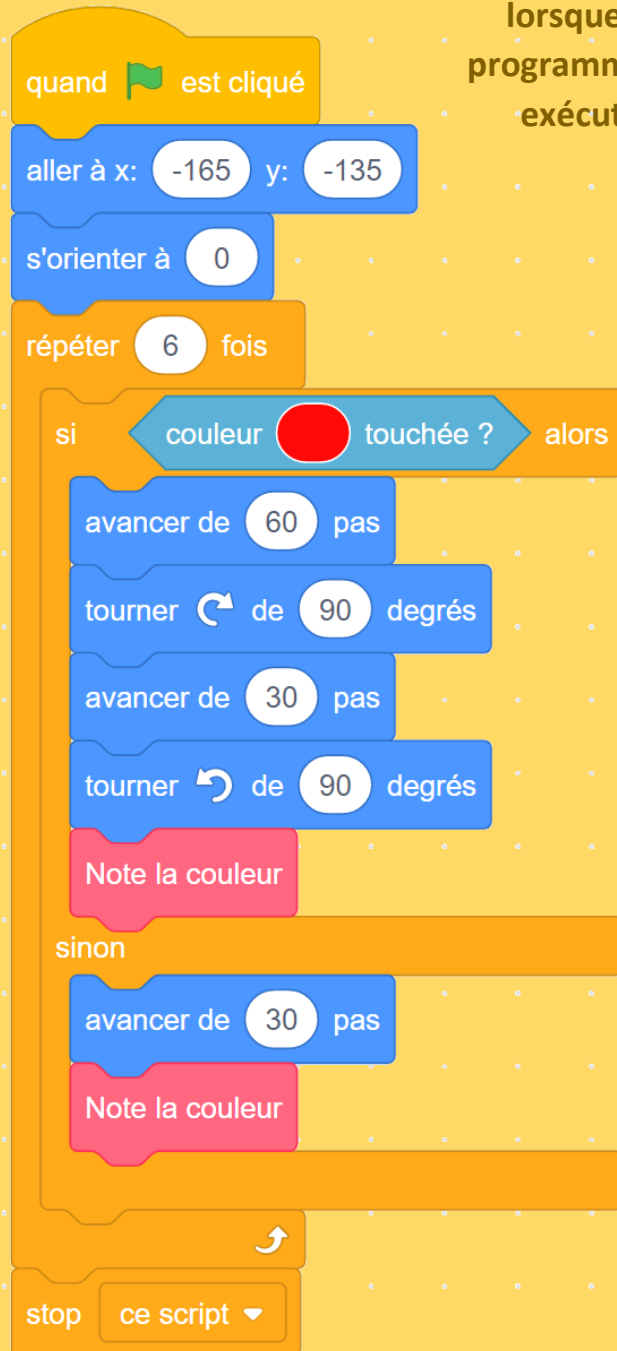 lorsque
quand est cliqué
aller à x: -165 y: -135
s'orienter à 0
répéter 6 fois
si couleur touchée ? alors
avancer de 60 pas
tourner de 90 degrés
avancer de 30 pas
tourner de 90 degrés
Note la couleur
sinon
avancer de 30 pas
Note la couleur
stop ce script